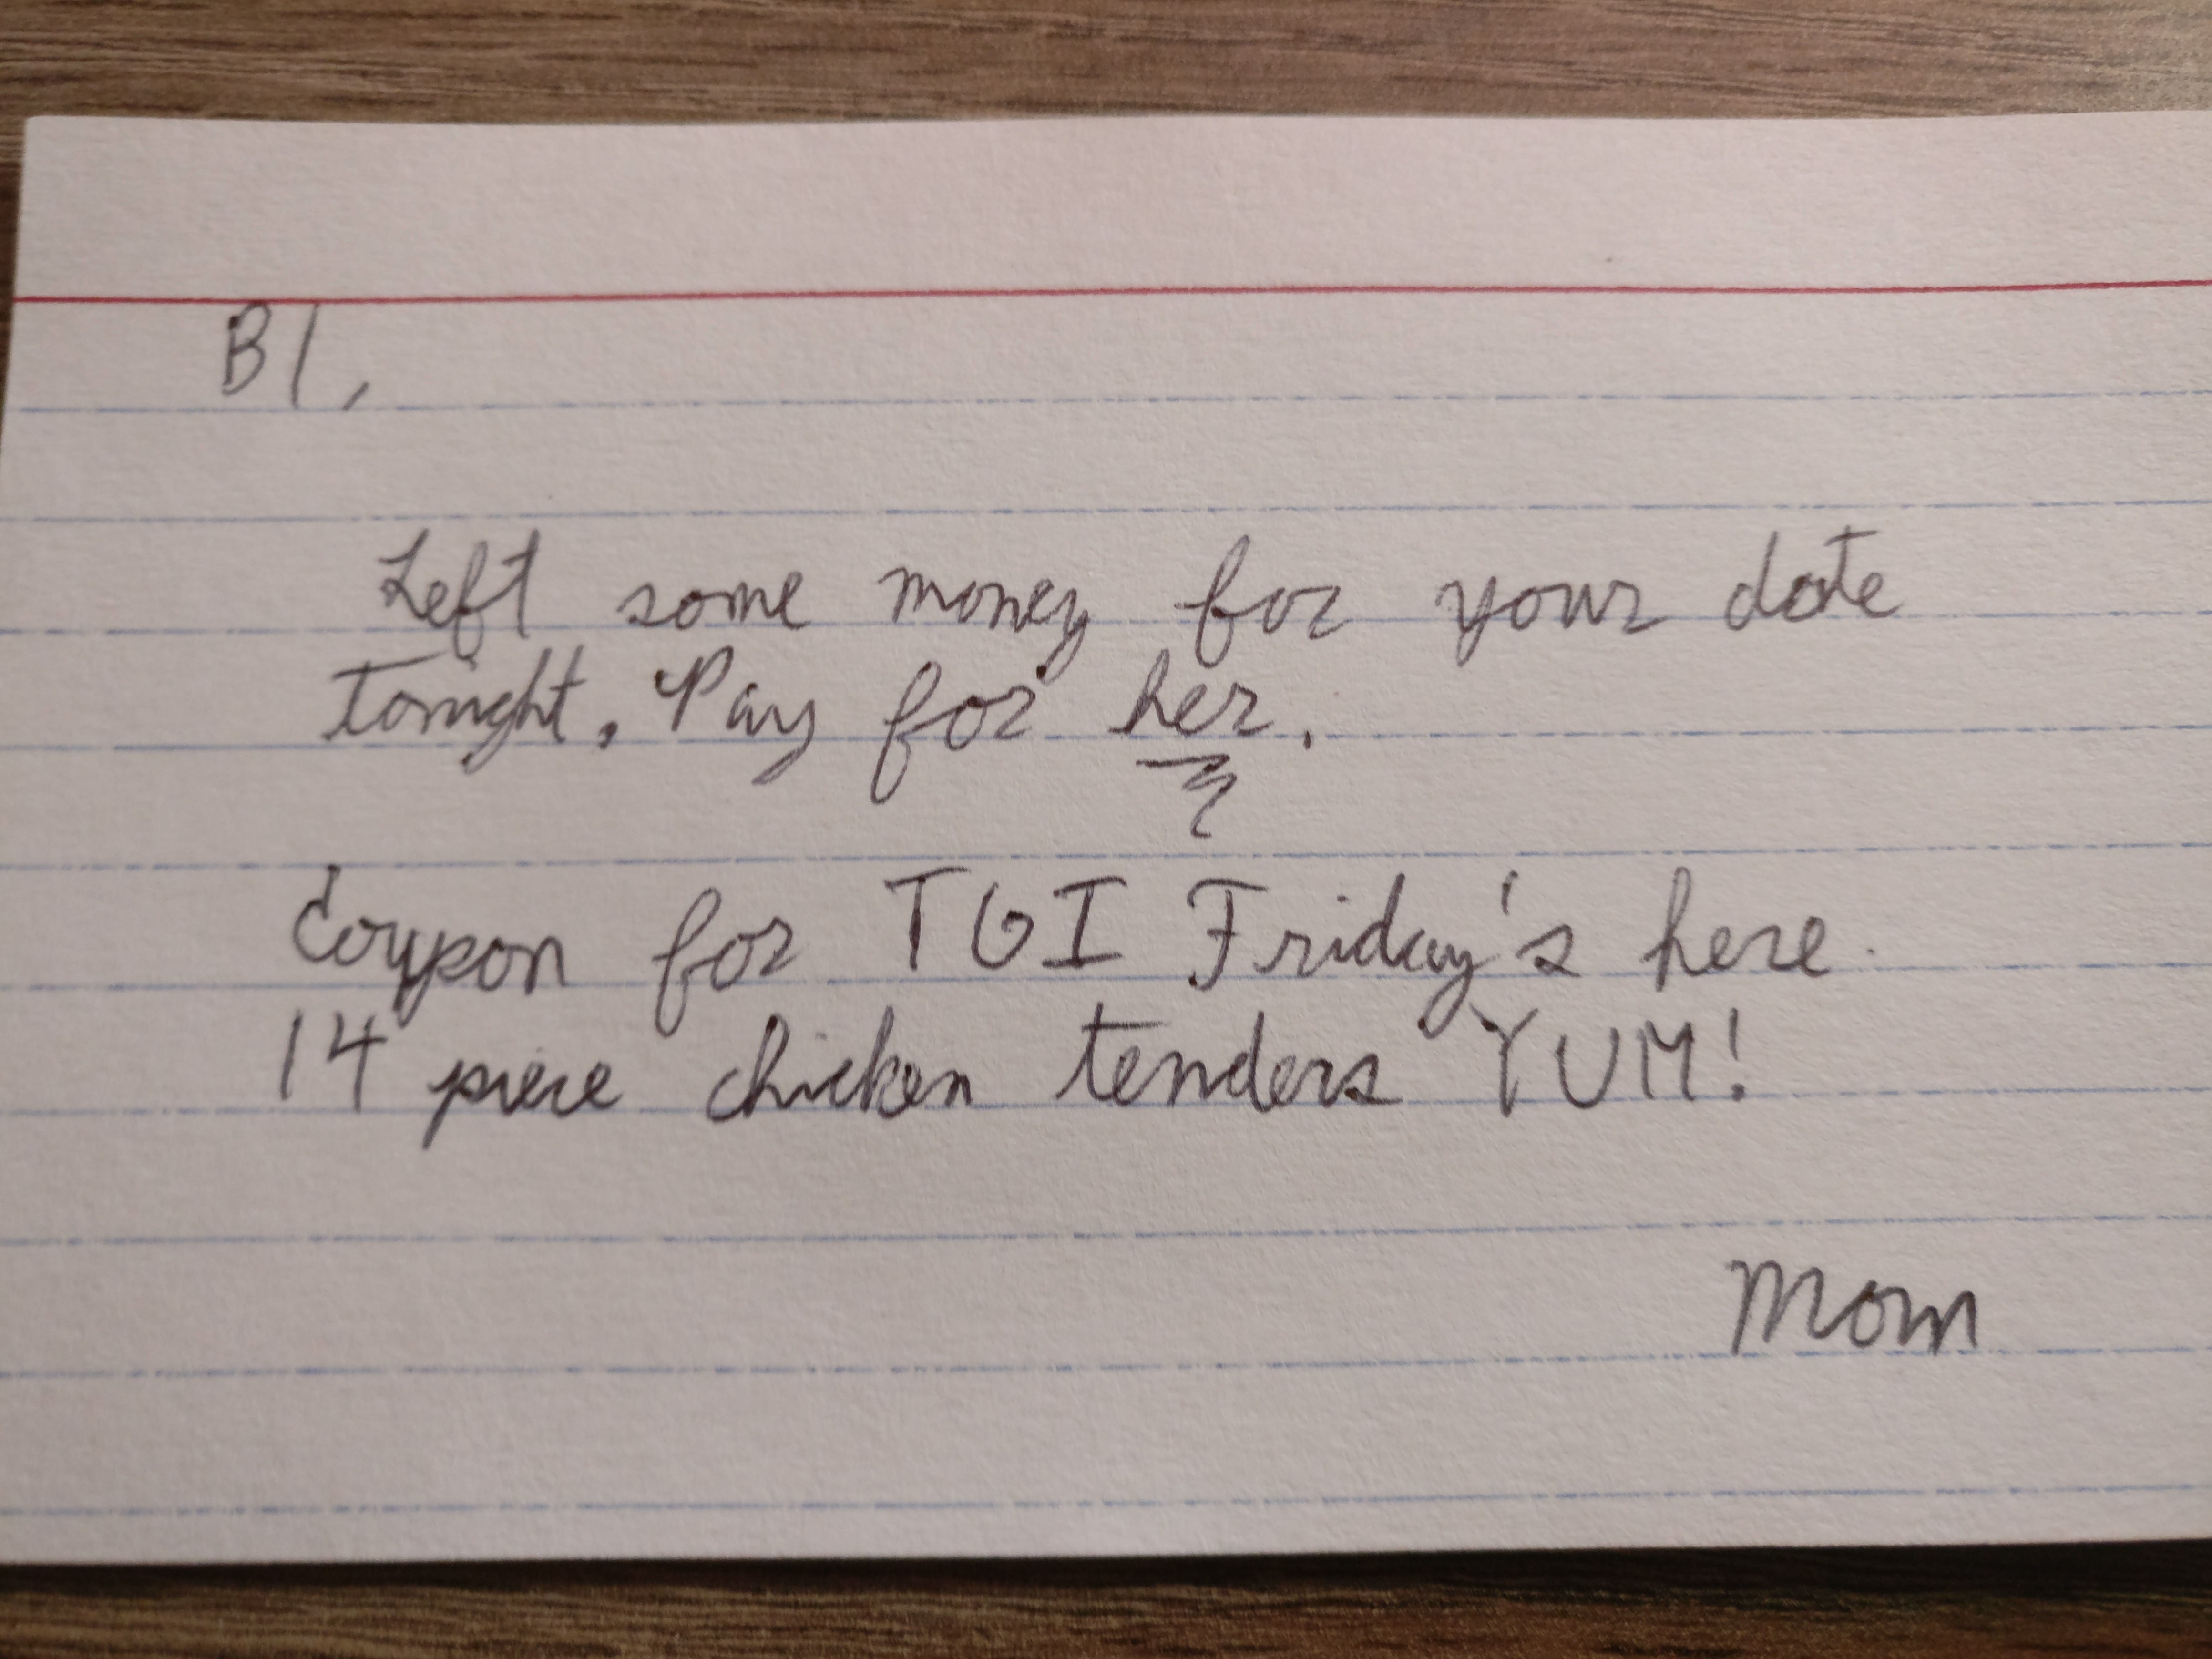 B1,
Left some money for your date
tonight. Pay for her.
Coupon for TGI Friday's here.
14 piece chicken tenders YUM!
Mom